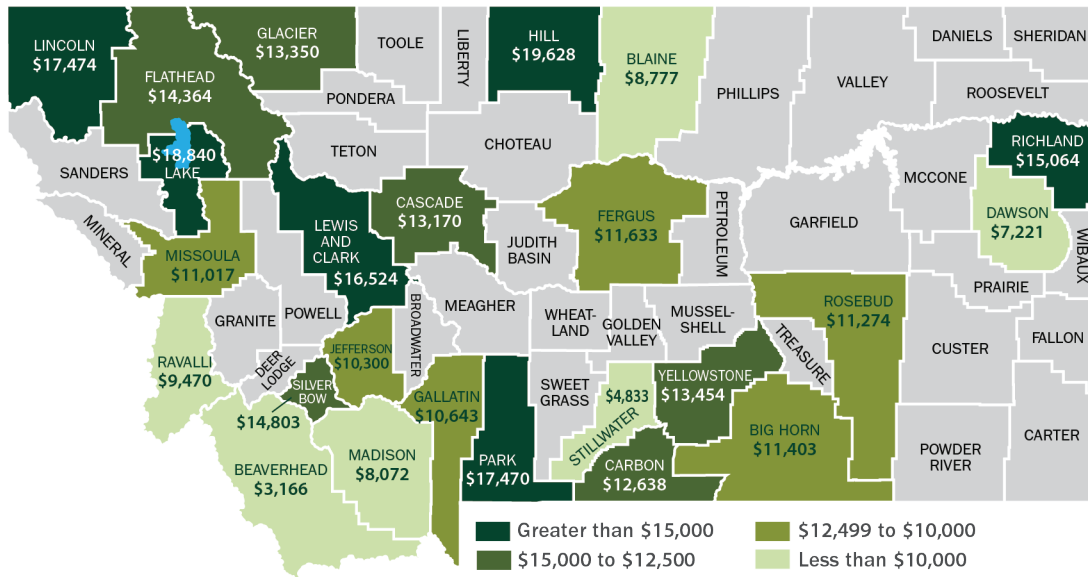 LINCOLN
$17,474
FLATHEAD
$14,364
GLACIER
$13,350
TOOLE
LIBERTY
HILL
$19,628
BLAINE
$8,777
PHILLIPS
VALLEY
DANIELS
SHERIDAN
ROOSEVELT
PONDERA
TETON
CHOTEAU
SANDERS
$18,840
LAKE
RICHLAND
$15,064
MCCONE
DAWSON
$7,221
WIBAUX
MINERAL
MISSOULA
$11,017
LEWIS
AND
CLARK
$16,524
CASCADE
$13,170
JUDITH
BASIN
FERGUS
$11,633
PETROLEUM
GARFIELD
PRAIRIE
RAVALLI
$9,470
GRANITE
POWELL
DEER
LODGE
SILVER
BOW
$14,803
JEFFERSON
$10,300
BROADWATER
MEAGHER
WHEAT-
LAND
GOLDEN
VALLEY
MUSSEL-
SHELL
TREASURE
ROSEBUD
$11,274
CUSTER
FALLON
BEAVERHEAD
$3,166
MADISON
$8,072
GALLATIN
$10,643
PARK
$17,470
SWEET
GRASS
$4,833
STILLWATER
YELLOWSTONE
$13,454
CARBON
$12,638
BIG HORN
$11,403
POWDER
RIVER
CARTER
Greater than $15,000
$15,000 to $12,500
$12,499 to $10,000
Less than $10,000